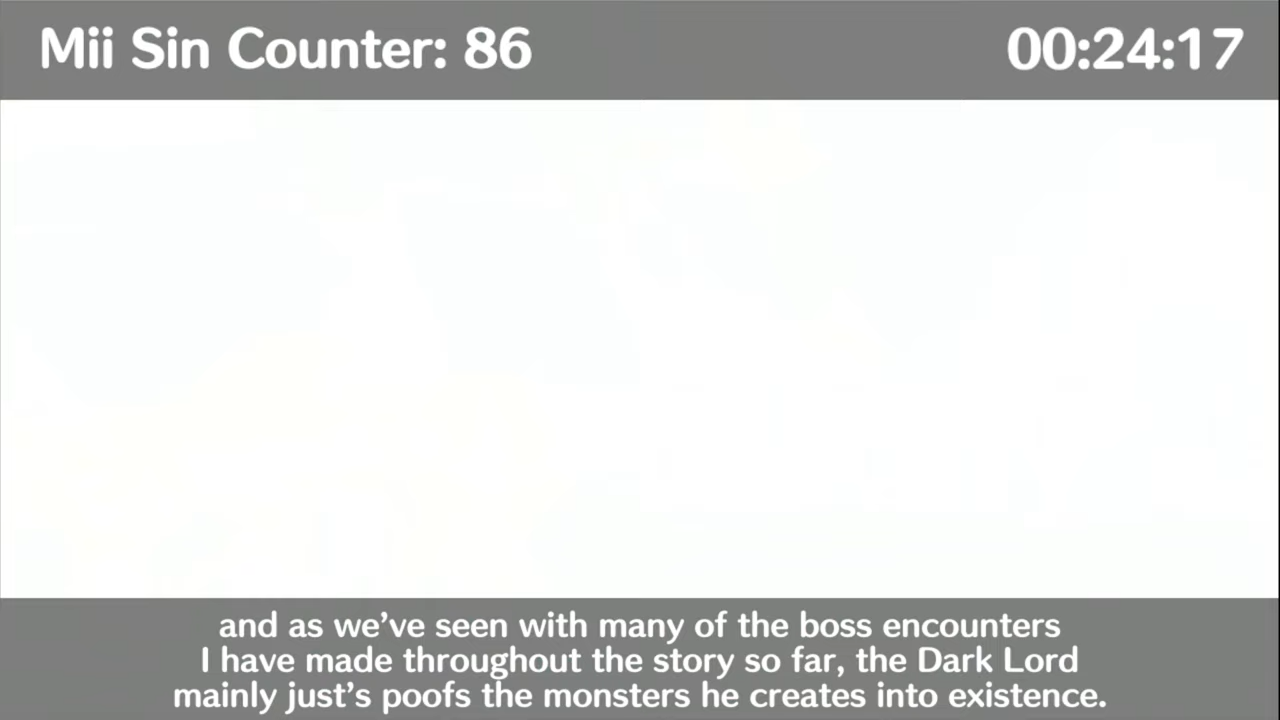 Mii Sin Counter: 86
00:24:17
and as we've seen with many of the boss encounters
I have made throughout the story so far, the Dark Lord
mainly just's poofs the monsters he creates into existence.